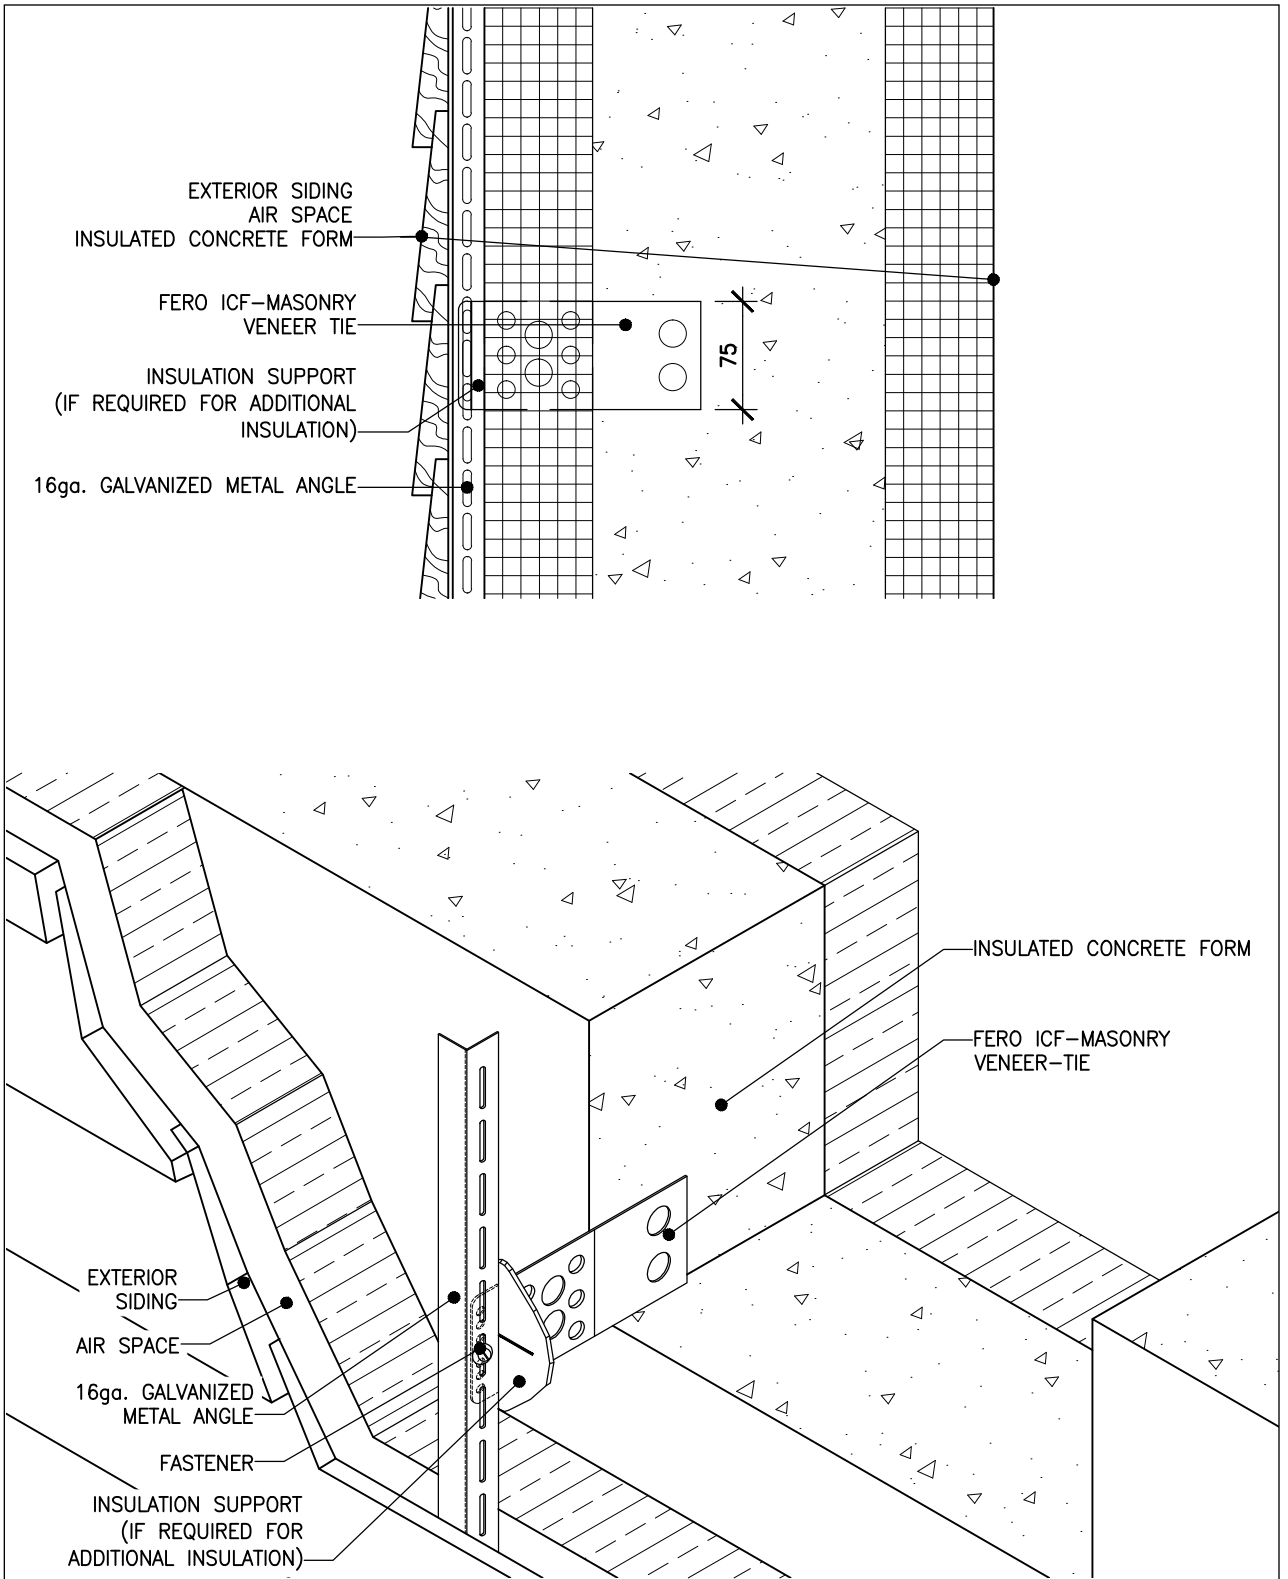 EXTERIOR SIDING
AIR SPACE
INSULATED CONCRETE FORM
FERO ICF-MASONRY
VENEER TIE
75
INSULATION SUPPORT
(IF REQUIRED FOR ADDITIONAL
INSULATION)
16ga. GALVANIZED METAL ANGLE
INSULATED CONCRETE FORM
FERO ICF-MASONRY
VENEER-TIE
EXTERIOR
SIDING
AIR SPACE
16ga. GALVANIZED
METAL ANGLE
FASTENER
INSULATION SUPPORT
(IF REQUIRED FOR
ADDITIONAL INSULATION)